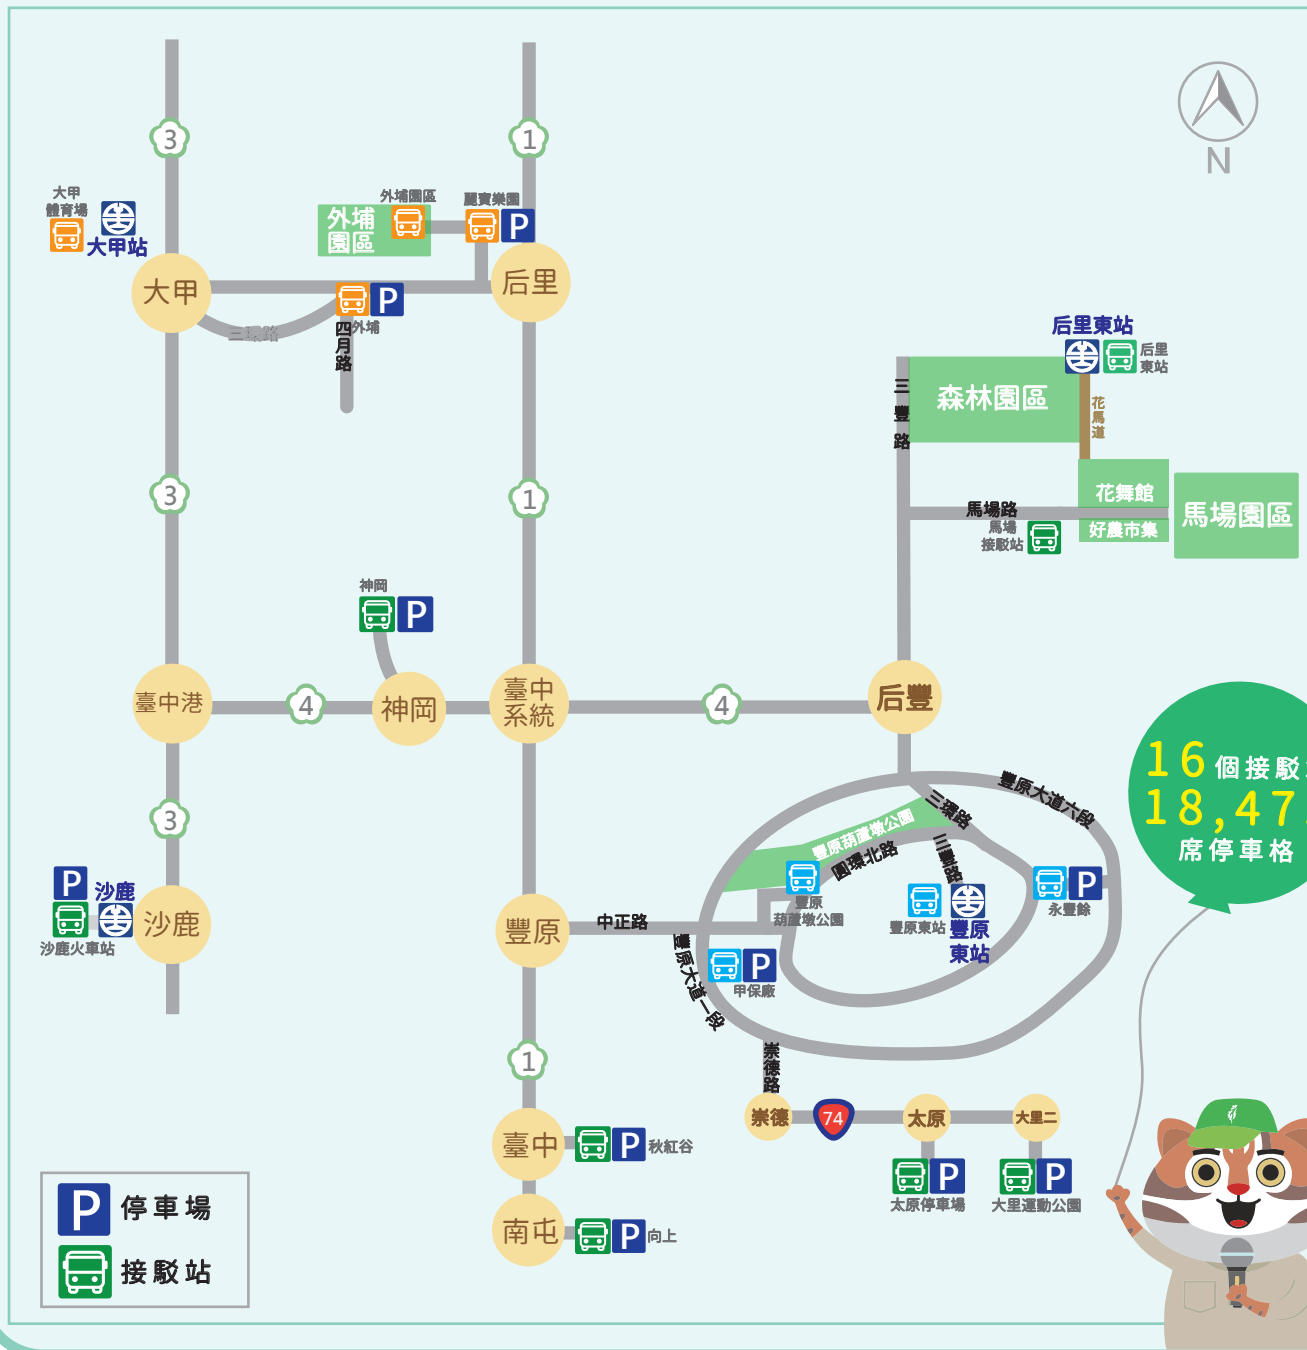 3
1
N
大甲
體育場
大甲站
外埔園區
外埔
園區
麗寶樂園
P
大甲
后里
P
外埔
三環路
四月路
后里東站
后里
東站
三豐路
森林園區
花馬道
花舞館
馬場園區
馬場路
好農市集
馬場
接駁站
3
1
神岡
P
臺中港
4
神岡
臺中
系統
4
后豐
16個接駁
18,47
席停車格
3
豐原大道六段
三環路
豐原葫蘆墩公園
圓環北路
三豐路
P
沙鹿
沙鹿火車站
沙鹿
豐原
中正路
豐原
葫蘆墩公園
豐原東站
豐原
東站
P
永豐餘
豐原大道一段
P
甲保廠
1
崇德路
崇德
74
太原
大里二
臺中
P
秋紅谷
P
太原停車場
P
大里運動公園
南屯
P
向上
P
停車場
接駁站